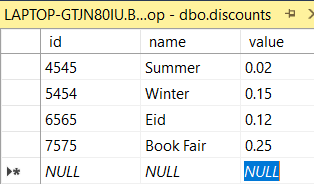 LAPTOP-GTJN80IU.B...op - dbo.discounts
id name value
4545 Summer 0.02
5454 Winter 0.15
6565 Eid 0.12
7575 Book Fair 0.25
NULL NULL NULL